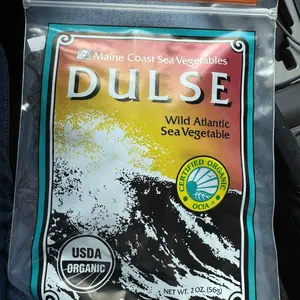 Maine Coast Sea Vegetables
DULSE
Wild Atlantic
Sea Vegetable
CERTIFIED ORGANIC
OCIA
USDA
ORGANIC
NET WT. 2 OZ. (56g)